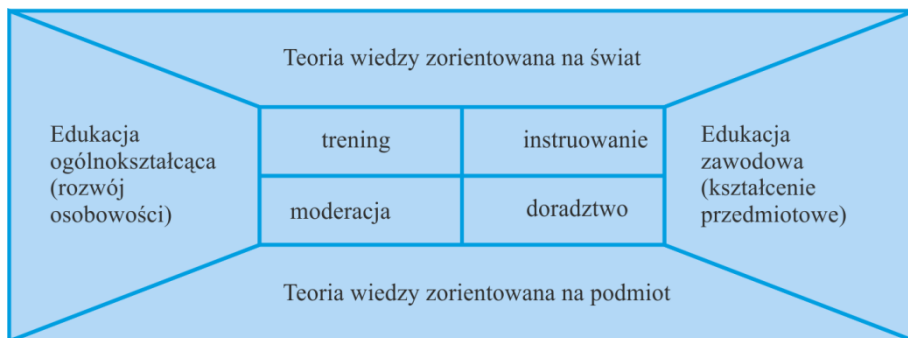 Teoria wiedzy zorientowana na świat
Edukacja
ogólnokształcąca
(rozwój
osobowości)
trening
instruowanie
moderacja
doradztwo
Edukacja
zawodowa
(kształcenie
przedmiotowe)
Teoria wiedzy zorientowana na podmiot